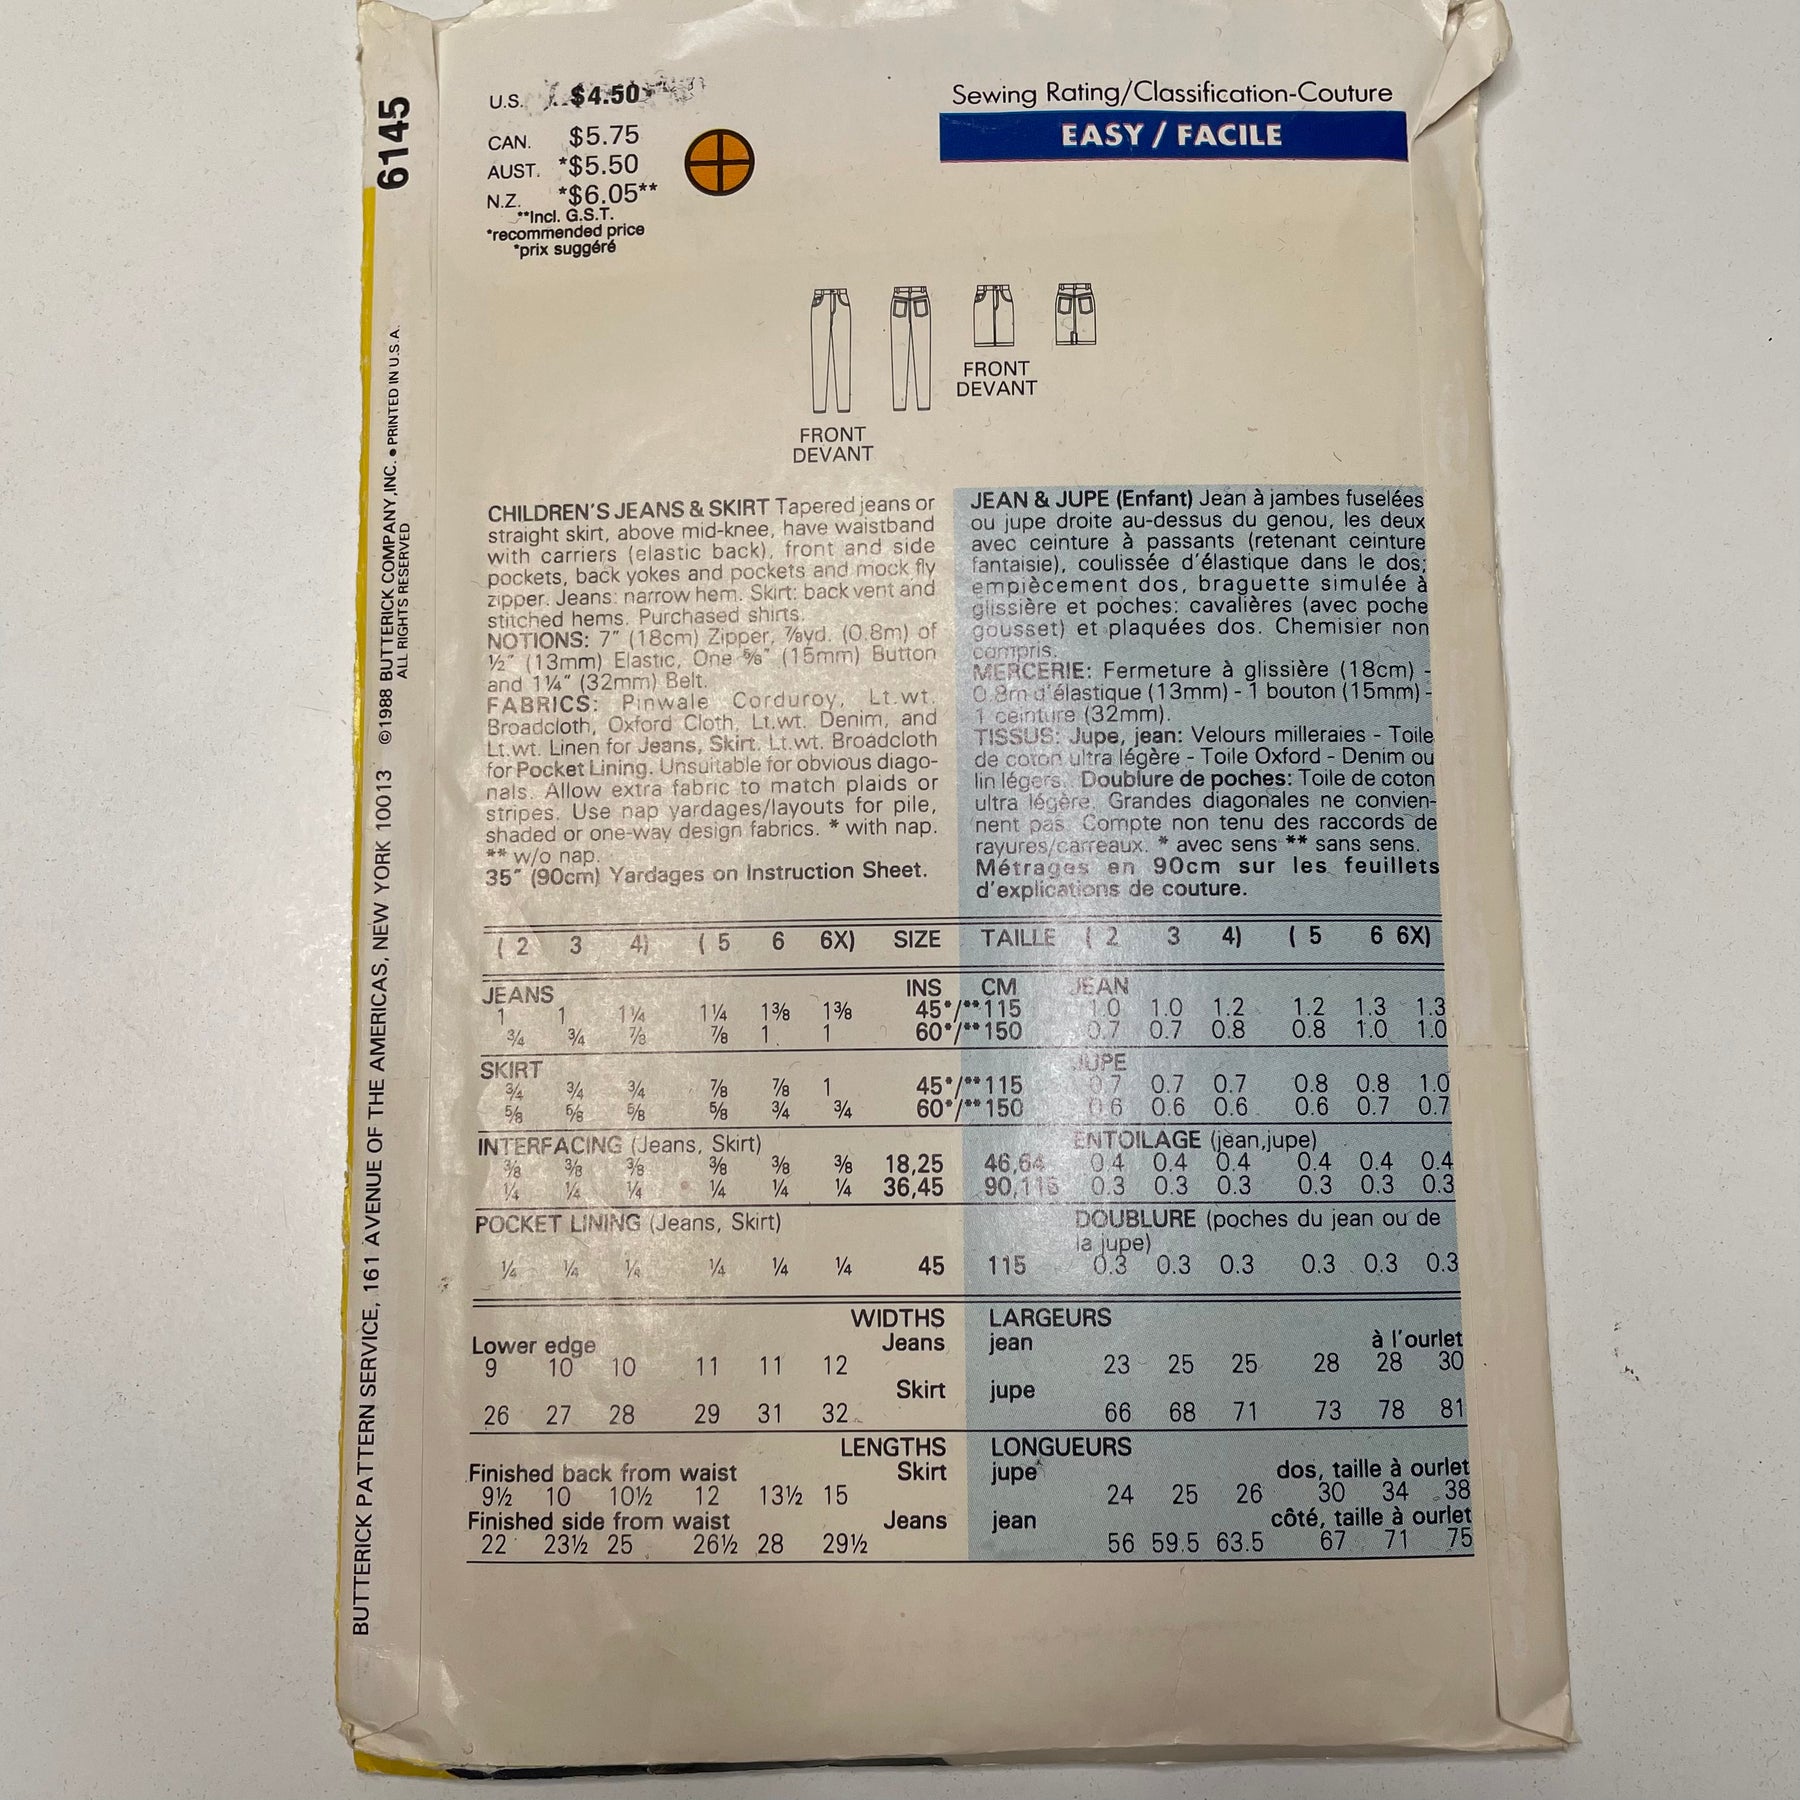 6145
©1988 BUTTERICK COMPANY, INC. • PRINTED IN U.S.A.
ALL RIGHTS RESERVED
BUTTERICK PATTERN SERVICE, 161 AVENUE OF THE AMERICAS, NEW YORK 10013
U.S. $4.50
CAN. $5.75
AUST. *$5.50
N.Z. *$6.05**
**Incl. G.S.T.
*recommended price
*prix suggéré
Sewing Rating/Classification-Couture
EASY / FACILE
FRONT
DEVANT
FRONT
DEVANT
CHILDREN'S JEANS & SKIRT Tapered jeans or
straight skirt, above mid-knee, have waistband
with carriers (elastic back), front and side
pockets, back yokes and pockets and mock fly
zipper. Jeans: narrow hem. Skirt: back vent and
stitched hems. Purchased shirts.
NOTIONS: 7" (18cm) Zipper, ⅞yd. (0.8m) of
½" (13mm) Elastic, One ⅝" (15mm) Button
and 1¼" (32mm) Belt.
FABRICS: Pinwale Corduroy, Lt.wt.
Broadcloth, Oxford Cloth, Lt.wt. Denim, and
Lt.wt. Linen for Jeans, Skirt. Lt.wt. Broadcloth
for Pocket Lining. Unsuitable for obvious diago-
nals. Allow extra fabric to match plaids or
stripes. Use nap yardages/layouts for pile,
shaded or one-way design fabrics. * with nap.
** w/o nap.
35" (90cm) Yardages on Instruction Sheet.
JEAN & JUPE (Enfant) Jean à jambes fuselées
ou jupe droite au-dessus du genou, les deux
avec ceinture à passants (retenant ceinture
fantaisie), coulissée d'élastique dans le dos;
empiècement dos, braguette simulée à
glissière et poches: cavalières (avec poche
gousset) et plaquées dos. Chemisier non
compris.
MERCERIE: Fermeture à glissière (18cm) -
0.8m d'élastique (13mm) - 1 bouton (15mm) -
1 ceinture (32mm).
TISSUS: Jupe, jean: Velours milleraies - Toile
de coton ultra légère - Toile Oxford - Denim ou
lin légers. Doublure de poches: Toile de coton
ultra légère. Grandes diagonales ne convien-
nent pas. Compte non tenu des raccords de
rayures/carreaux. * avec sens ** sans sens.
Métrages en 90cm sur les feuillets
d'explications de couture.
( 2 3 4) ( 5 6 6X) SIZE TAILLE ( 2 3 4) ( 5 6 6X)
JEANS INS CM JEAN
1 1 1¼ 1¼ 1⅜ 1⅜ 45*/**115 1.0 1.0 1.2 1.2 1.3 1.3
¾ ¾ ⅞ ⅞ 1 1 60*/**150 0.7 0.7 0.8 0.8 1.0 1.0
SKIRT JUPE
¾ ¾ ¾ ⅞ ⅞ 1 45*/**115 0.7 0.7 0.7 0.8 0.8 1.0
⅝ ⅝ ⅝ ⅝ ¾ ¾ 60*/**150 0.6 0.6 0.6 0.6 0.7 0.7
INTERFACING (Jeans, Skirt) ENTOILAGE (jean,jupe)
⅜ ⅜ ⅜ ⅜ ⅜ ⅜ 18,25 46,64 0.4 0.4 0.4 0.4 0.4 0.4
¼ ¼ ¼ ¼ ¼ ¼ 36,45 90,115 0.3 0.3 0.3 0.3 0.3 0.3
POCKET LINING (Jeans, Skirt) DOUBLURE (poches du jean ou de
la jupe)
¼ ¼ ¼ ¼ ¼ ¼ 45 115 0.3 0.3 0.3 0.3 0.3 0.3
WIDTHS LARGEURS
Lower edge Jeans jean à l'ourlet
9 10 10 11 11 12 23 25 25 28 28 30
Skirt jupe
26 27 28 29 31 32 66 68 71 73 78 81
LENGTHS LONGUEURS
Finished back from waist Skirt jupe dos, taille à ourlet
9½ 10 10½ 12 13½ 15 24 25 26 30 34 38
Finished side from waist Jeans jean côté, taille à ourlet
22 23½ 25 26½ 28 29½ 56 59.5 63.5 67 71 75